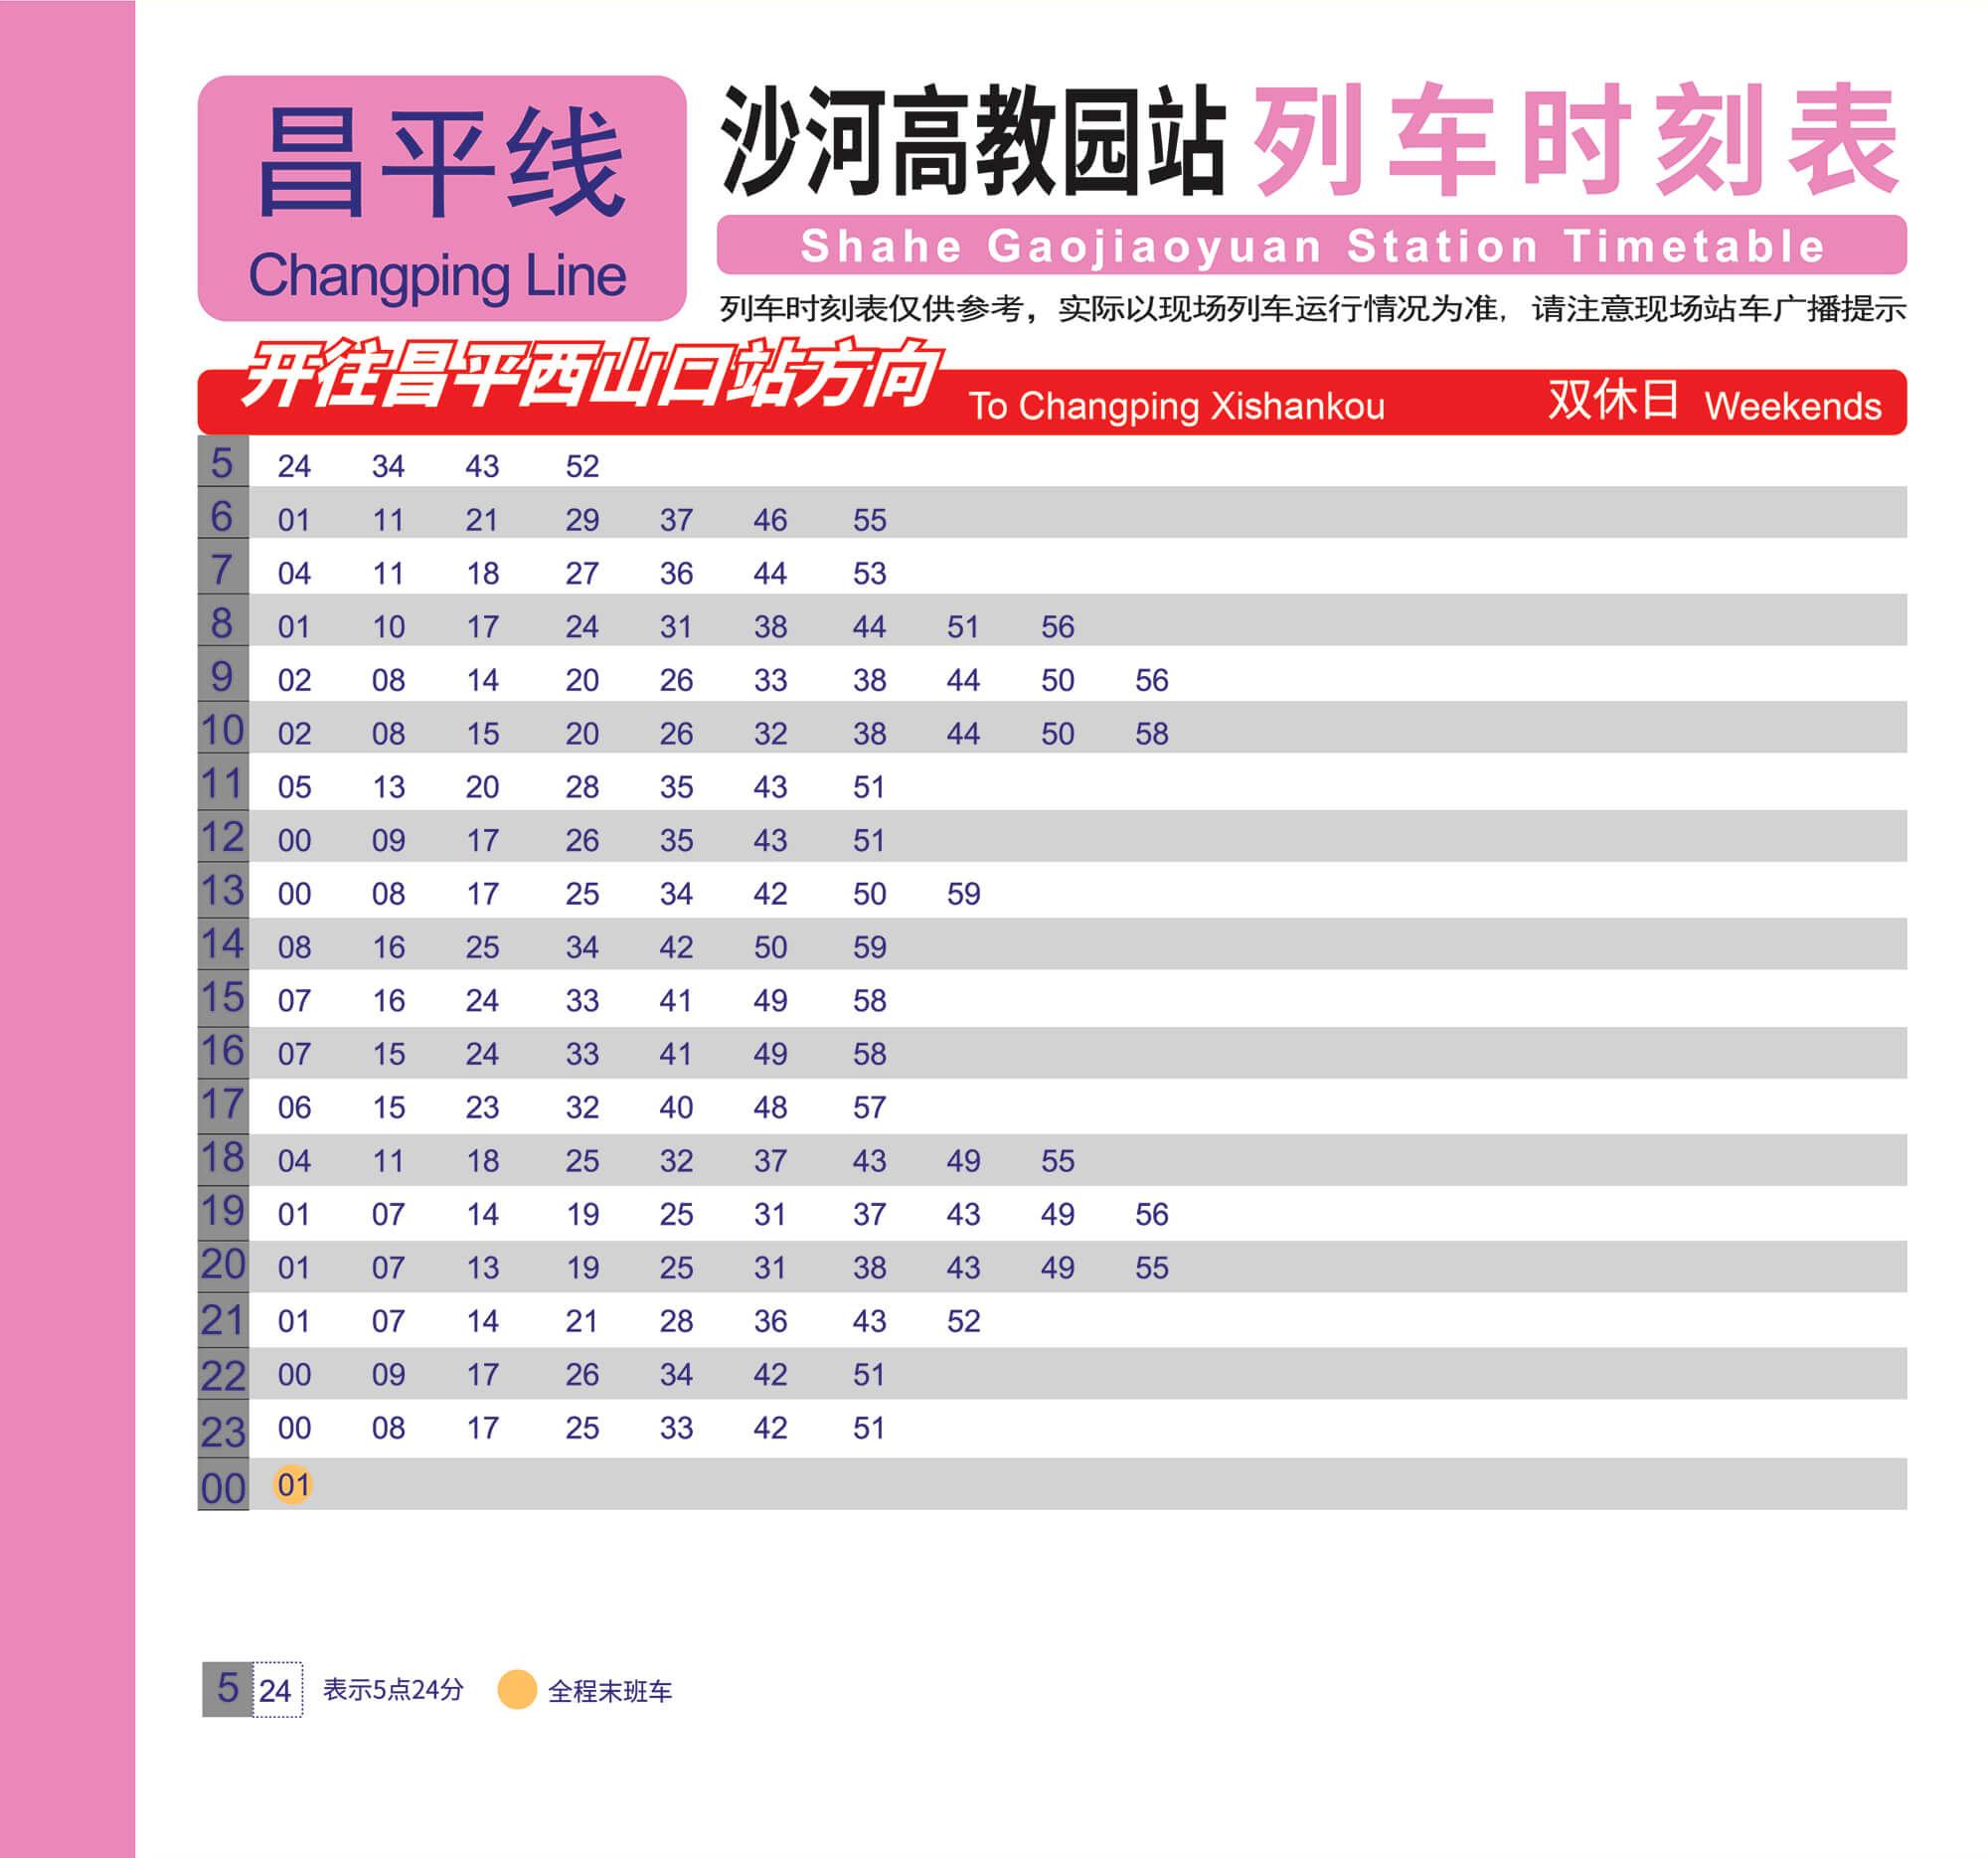 昌平线
Changping Line
沙河高教园站 列车时刻表
Shahe Gaojiaoyuan Station Timetable
列车时刻表仅供参考，实际以现场列车运行情况为准，请注意现场站车广播提示
开往昌平西山口站方向 To Changping Xishankou 双休日 Weekends
5 24 34 43 52
6 01 11 21 29 37 46 55
7 04 11 18 27 36 44 53
8 01 10 17 24 31 38 44 51 56
9 02 08 14 20 26 33 38 44 50 56
10 02 08 15 20 26 32 38 44 50 58
11 05 13 20 28 35 43 51
12 00 09 17 26 35 43 51
13 00 08 17 25 34 42 50 59
14 08 16 25 34 42 50 59
15 07 16 24 33 41 49 58
16 07 15 24 33 41 49 58
17 06 15 23 32 40 48 57
18 04 11 18 25 32 37 43 49 55
19 01 07 14 19 25 31 37 43 49 56
20 01 07 13 19 25 31 38 43 49 55
21 01 07 14 21 28 36 43 52
22 00 09 17 26 34 42 51
23 00 08 17 25 33 42 51
00 01
5 24 表示5点24分 全程末班车